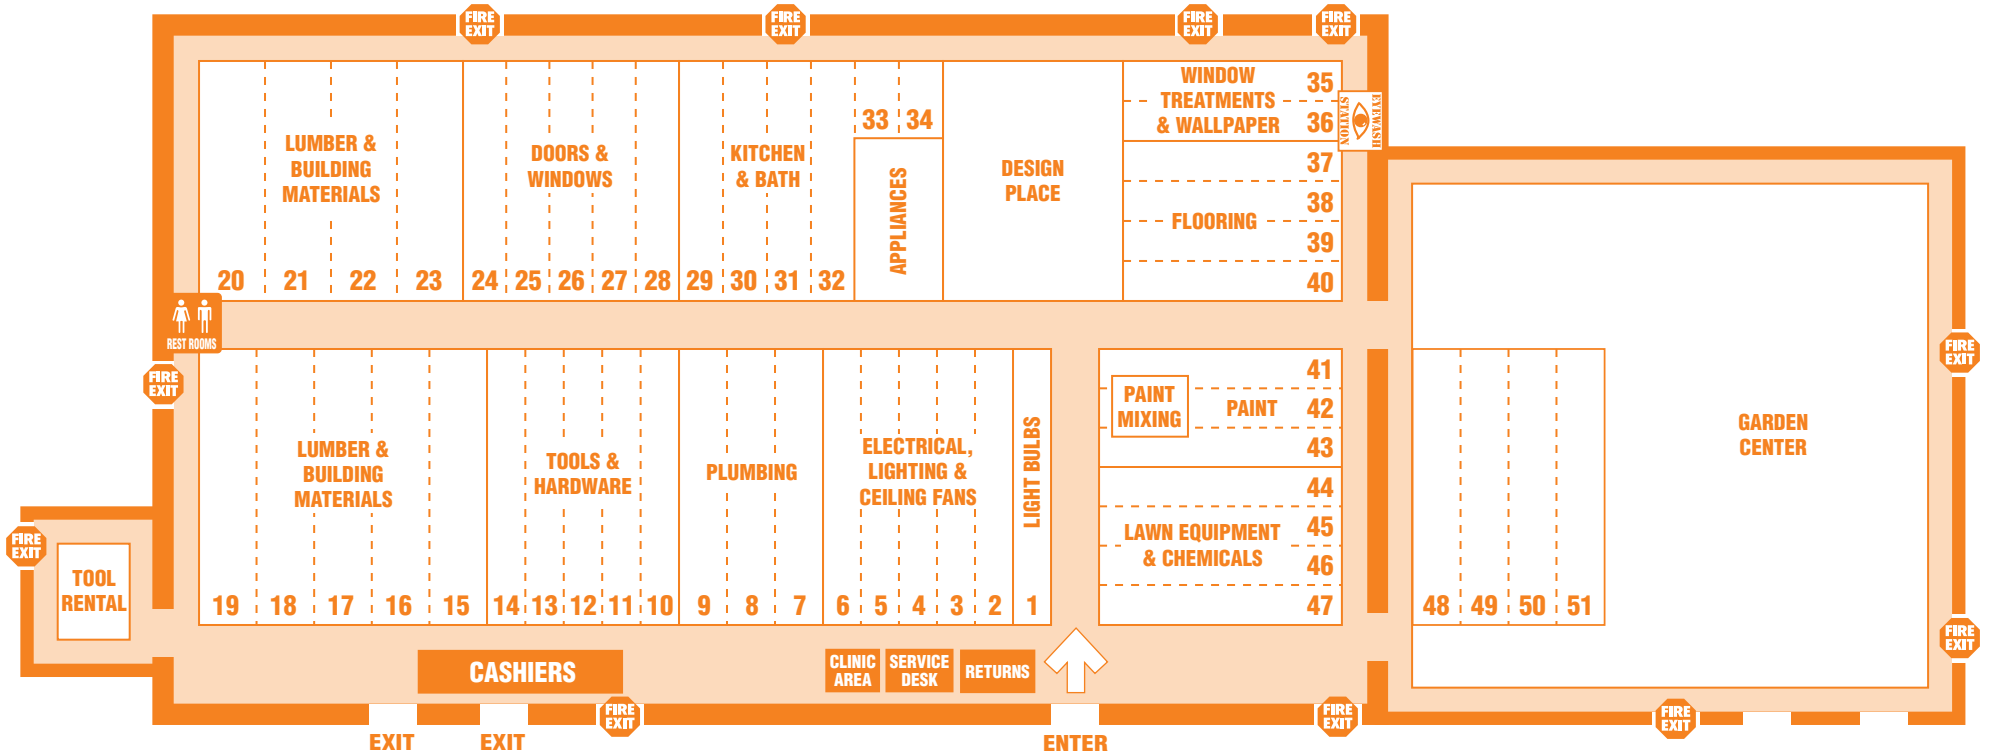 FIRE
EXIT
FIRE
EXIT
FIRE
EXIT
FIRE
EXIT
LUMBER &
BUILDING
MATERIALS
20 21 22 23
DOORS &
WINDOWS
24 25 26 27 28
KITCHEN
& BATH
29 30 31 32
33 34
APPLIANCES
DESIGN
PLACE
WINDOW
TREATMENTS
& WALLPAPER
35
36
EYEWASH
STATION
FLOORING
37
38
39
40
REST ROOMS
FIRE
EXIT
LUMBER &
BUILDING
MATERIALS
19 18 17 16 15
TOOLS &
HARDWARE
14 13 12 11 10
PLUMBING
9 8 7
ELECTRICAL,
LIGHTING &
CEILING FANS
6 5 4 3 2
LIGHT BULBS
1
PAINT
MIXING
PAINT
41
42
43
LAWN EQUIPMENT
& CHEMICALS
44
45
46
47
48 49 50 51
GARDEN
CENTER
FIRE
EXIT
FIRE
EXIT
FIRE
EXIT
TOOL
RENTAL
CASHIERS
CLINIC
AREA
SERVICE
DESK
RETURNS
FIRE
EXIT
FIRE
EXIT
FIRE
EXIT
EXIT
EXIT
ENTER